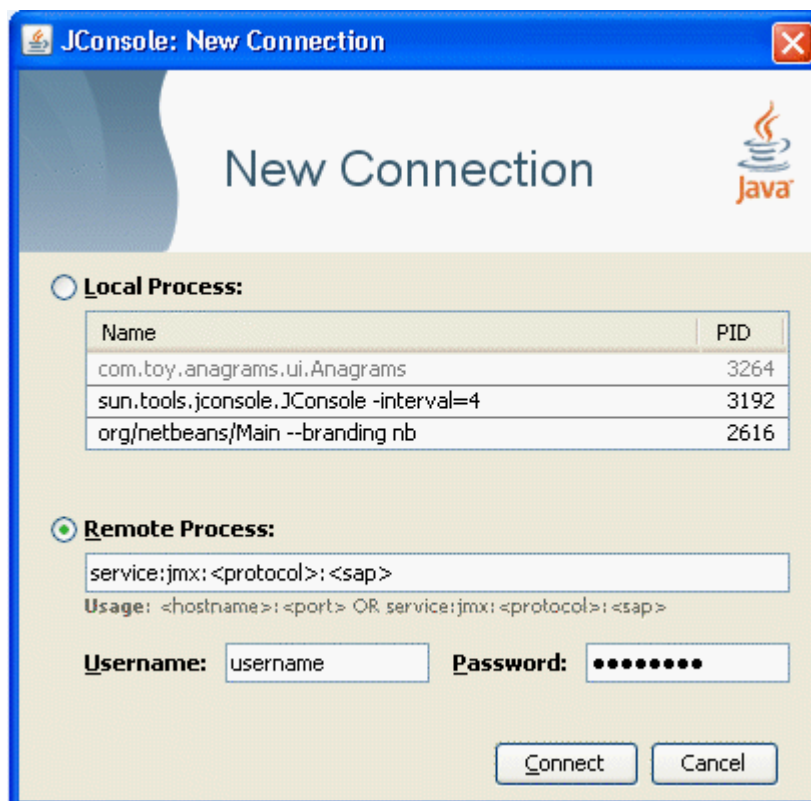 JConsole: New Connection
New Connection
Java
Local Process:
Name PID
com.toy.anagrams.ui.Anagrams 3264
sun.tools.jconsole.JConsole -interval=4 3192
org/netbeans/Main --branding nb 2616
Remote Process:
service:jmx:<protocol>:<sap>
Usage: <hostname>:<port> OR service:jmx:<protocol>:<sap>
Username: username Password: ●●●●●●●●
Connect Cancel